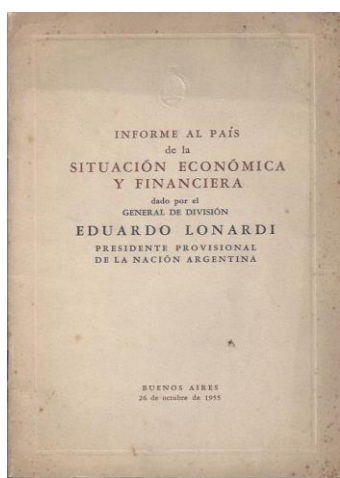 INFORME AL PAÍS
de la
SITUACIÓN ECONÓMICA
Y FINANCIERA
dado por el
GENERAL DE DIVISIÓN
EDUARDO LONARDI
PRESIDENTE PROVISIONAL
DE LA NACIÓN ARGENTINA
BUENOS AIRES
26 de octubre de 1955